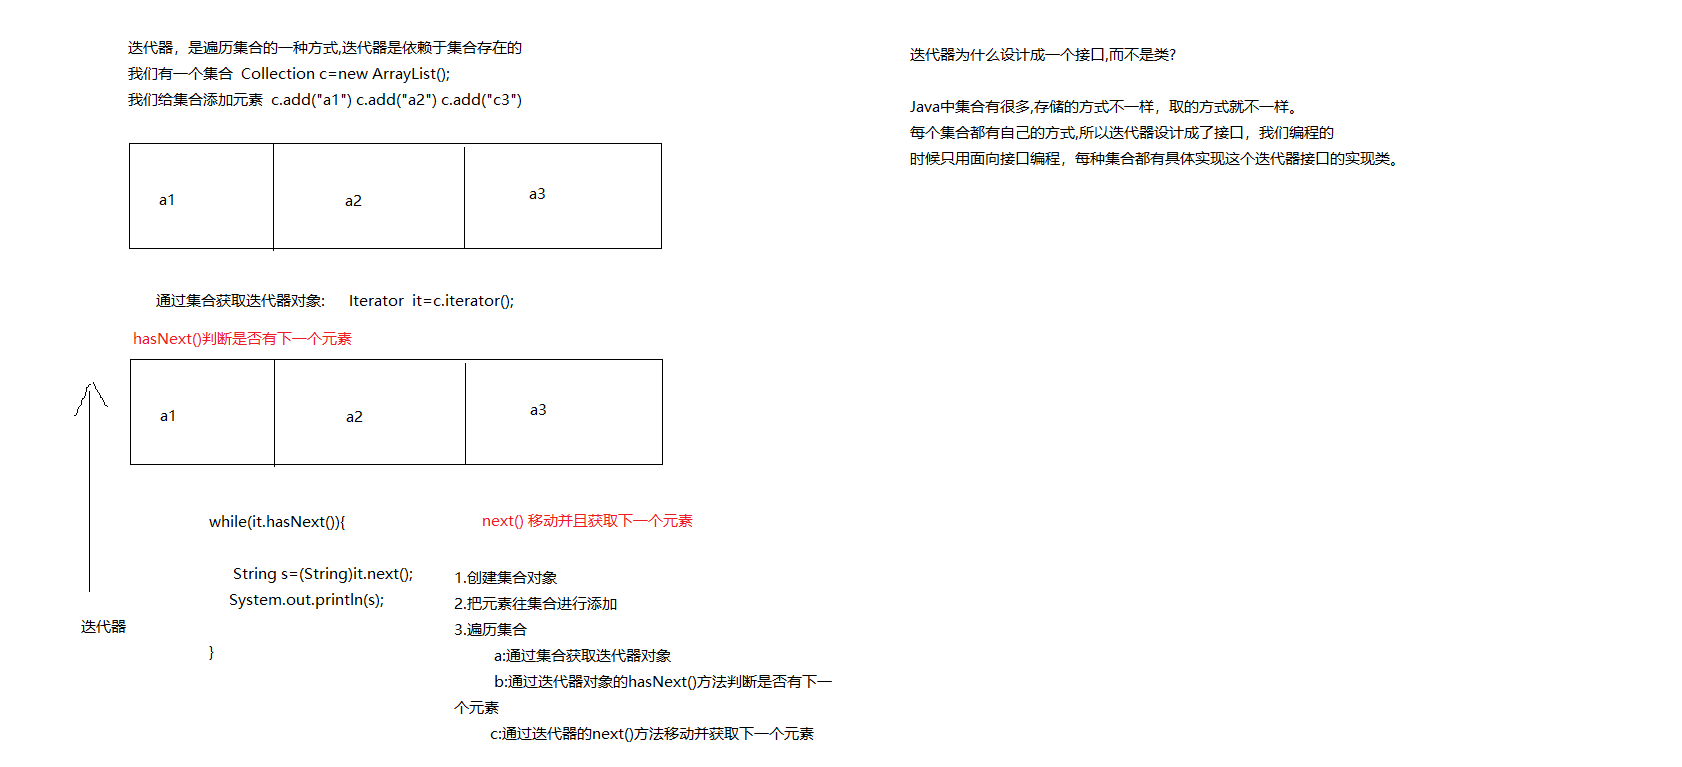 迭代器，是遍历集合的一种方式,迭代器是依赖于集合存在的
我们有一个集合 Collection c=new ArrayList();
我们给集合添加元素 c.add("a1") c.add("a2") c.add("c3")
a1
a2
a3
通过集合获取迭代器对象: Iterator it=c.iterator();
hasNext()判断是否有下一个元素
a1
a2
a3
迭代器
while(it.hasNext()){
String s=(String)it.next();
System.out.println(s);
}
next() 移动并且获取下一个元素
1.创建集合对象
2.把元素往集合进行添加
3.遍历集合
a:通过集合获取迭代器对象
b:通过迭代器对象的hasNext()方法判断是否有下一
个元素
c:通过迭代器的next()方法移动并获取下一个元素
迭代器为什么设计成一个接口,而不是类?
Java中集合有很多,存储的方式不一样，取的方式就不一样。
每个集合都有自己的方式,所以迭代器设计成了接口，我们编程的
时候只用面向接口编程，每种集合都有具体实现这个迭代器接口的实现类。